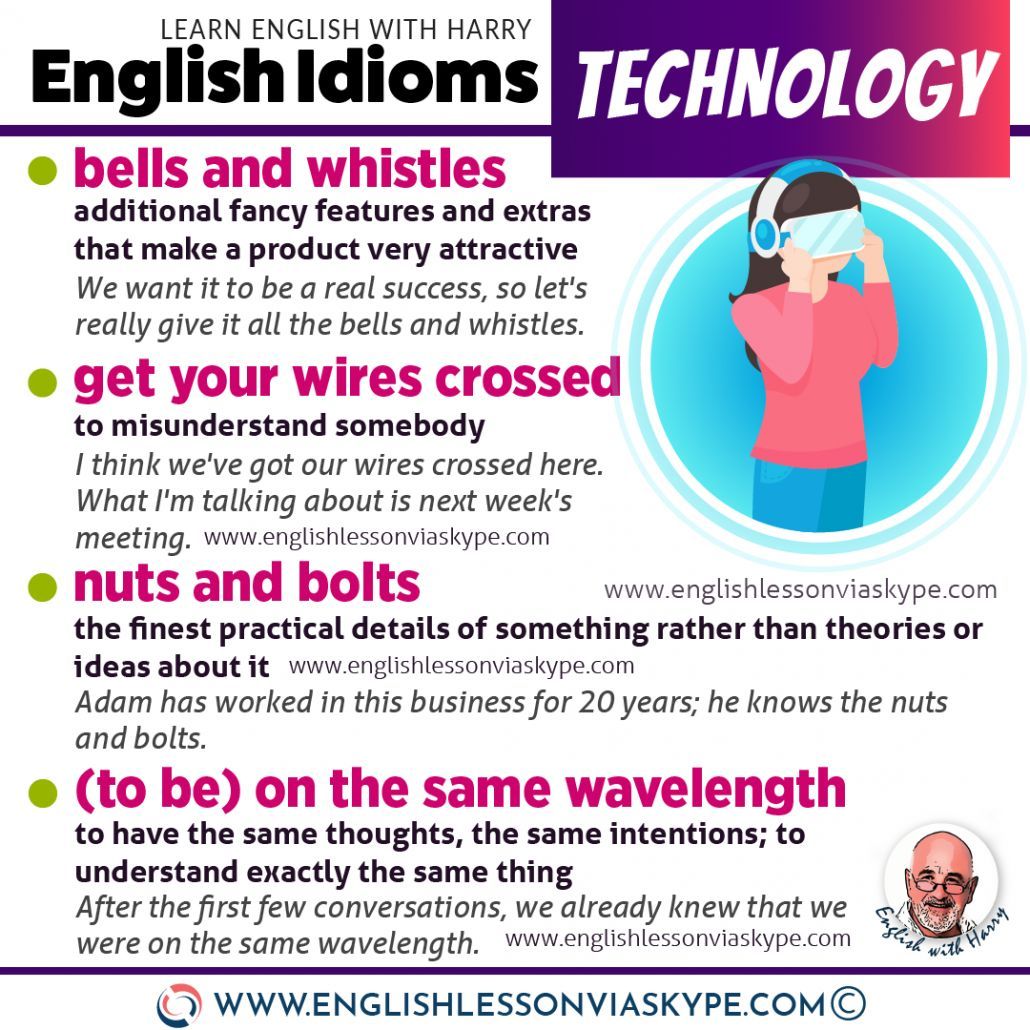 LEARN ENGLISH WITH HARRY
English Idioms
TECHNOLOGY
bells and whistles
additional fancy features and extras
that make a product very attractive
We want it to be a real success, so let's
really give it all the bells and whistles.
get your wires crossed
to misunderstand somebody
I think we've got our wires crossed here.
What I'm talking about is next week's
meeting. www.englishlessonviaskype.com
nuts and bolts
www.englishlessonviaskype.com
the finest practical details of something rather than theories or
ideas about it www.englishlessonviaskype.com
Adam has worked in this business for 20 years; he knows the nuts
and bolts.
(to be) on the same wavelength
to have the same thoughts, the same intentions; to
understand exactly the same thing
After the first few conversations, we already knew that we
were on the same wavelength. www.englishlessonviaskype.com
English with Harry
WWW.ENGLISHLESSONVIASKYPE.COM©